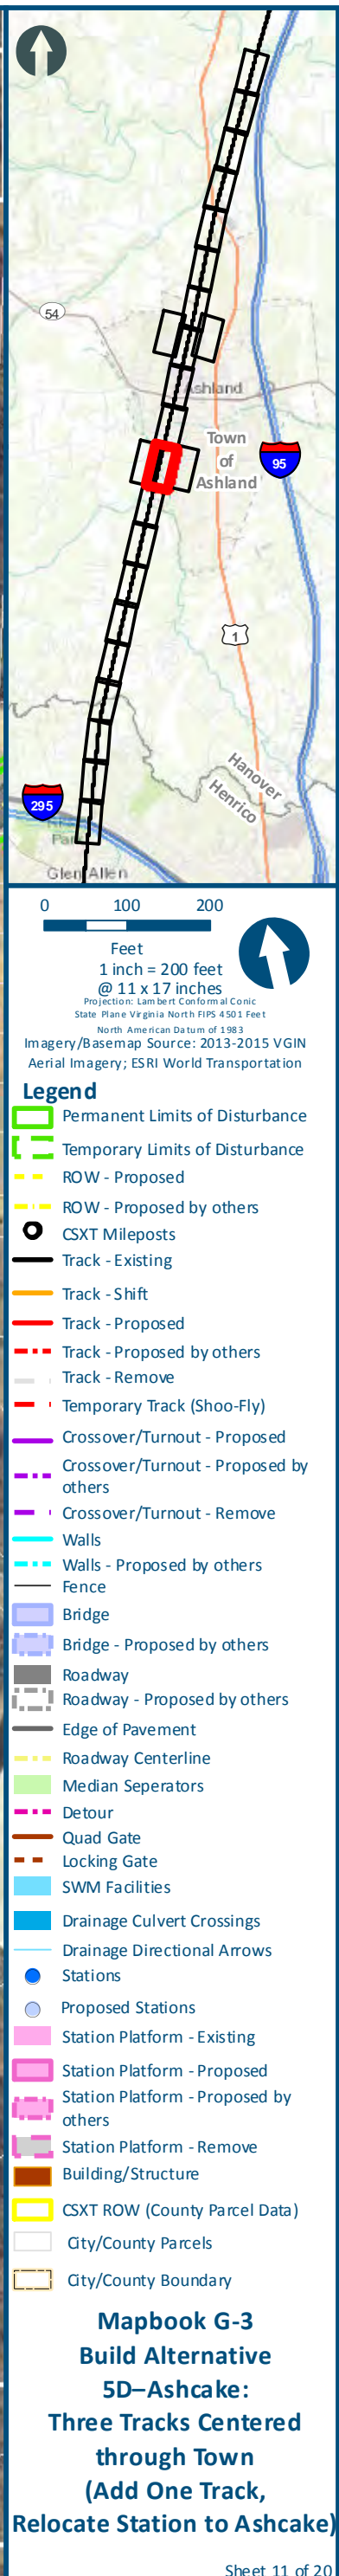 54
Ashland
Town
of
Ashland
95
1
Hanover
Henrico
295
Glen Allen
0 100 200
Feet
1 inch = 200 feet
@ 11 x 17 inches
Projection: Lambert Conformal Conic
State Plane Virginia North FIPS 4501 Feet
North American Datum of 1983
Imagery/Basemap Source: 2013-2015 VGIN
Aerial Imagery; ESRI World Transportation
Legend
Permanent Limits of Disturbance
Temporary Limits of Disturbance
ROW - Proposed
ROW - Proposed by others
CSXT Mileposts
Track - Existing
Track - Shift
Track - Proposed
Track - Proposed by others
Track - Remove
Temporary Track (Shoo-Fly)
Crossover/Turnout - Proposed
Crossover/Turnout - Proposed by
others
Crossover/Turnout - Remove
Walls
Walls - Proposed by others
Fence
Bridge
Bridge - Proposed by others
Roadway
Roadway - Proposed by others
Edge of Pavement
Roadway Centerline
Median Seperators
Detour
Quad Gate
Locking Gate
SWM Facilities
Drainage Culvert Crossings
Drainage Directional Arrows
Stations
Proposed Stations
Station Platform - Existing
Station Platform - Proposed
Station Platform - Proposed by
others
Station Platform - Remove
Building/Structure
CSXT ROW (County Parcel Data)
City/County Parcels
City/County Boundary
Mapbook G-3
Build Alternative
5D–Ashcake:
Three Tracks Centered
through Town
(Add One Track,
Relocate Station to Ashcake)
Sheet 11 of 20